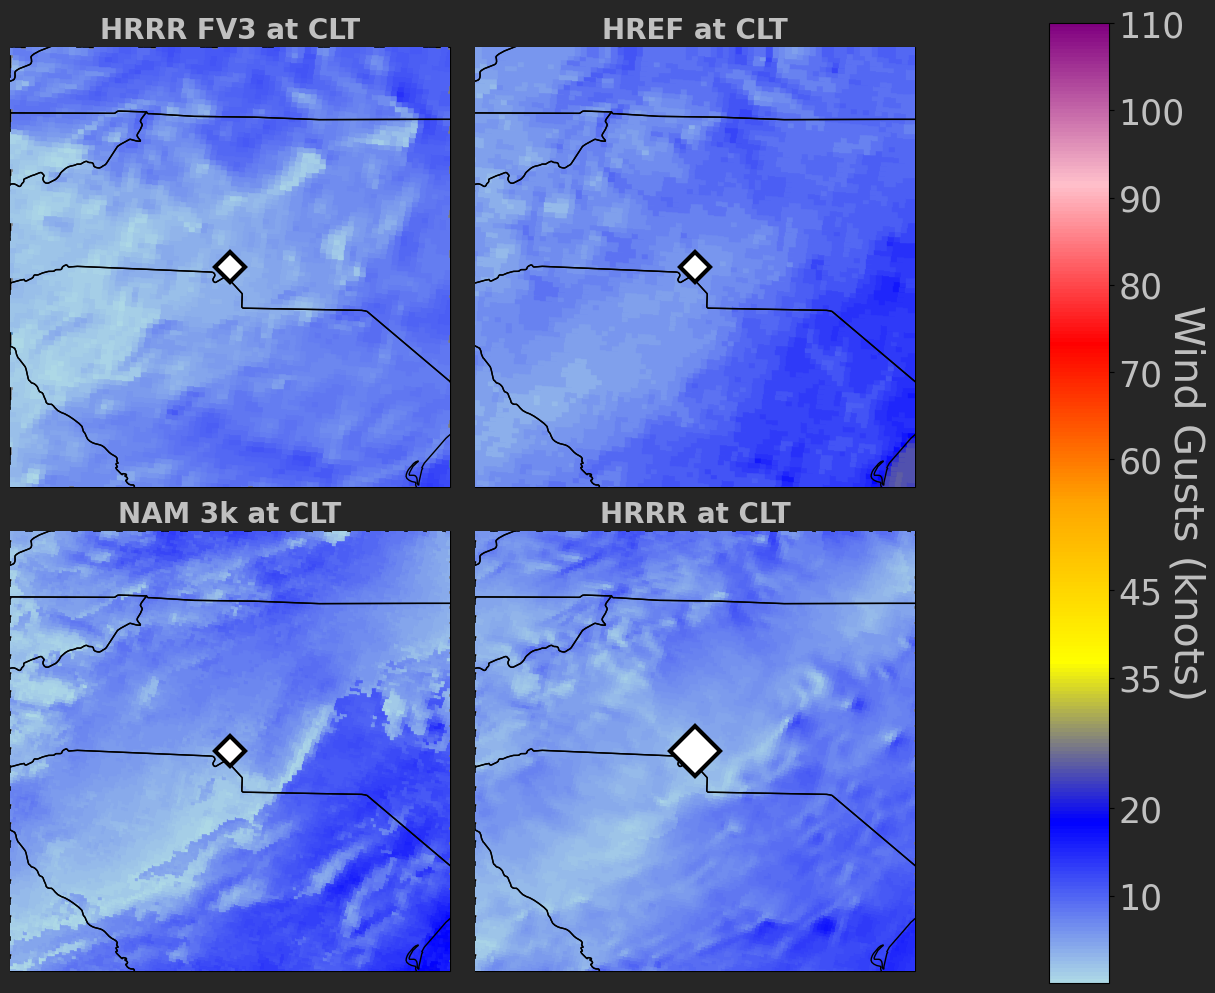 HRRR FV3 at CLT
HREF at CLT
NAM 3k at CLT
HRRR at CLT
110
100
90
80
70
60
45
35
20
10
Wind Gusts (knots)